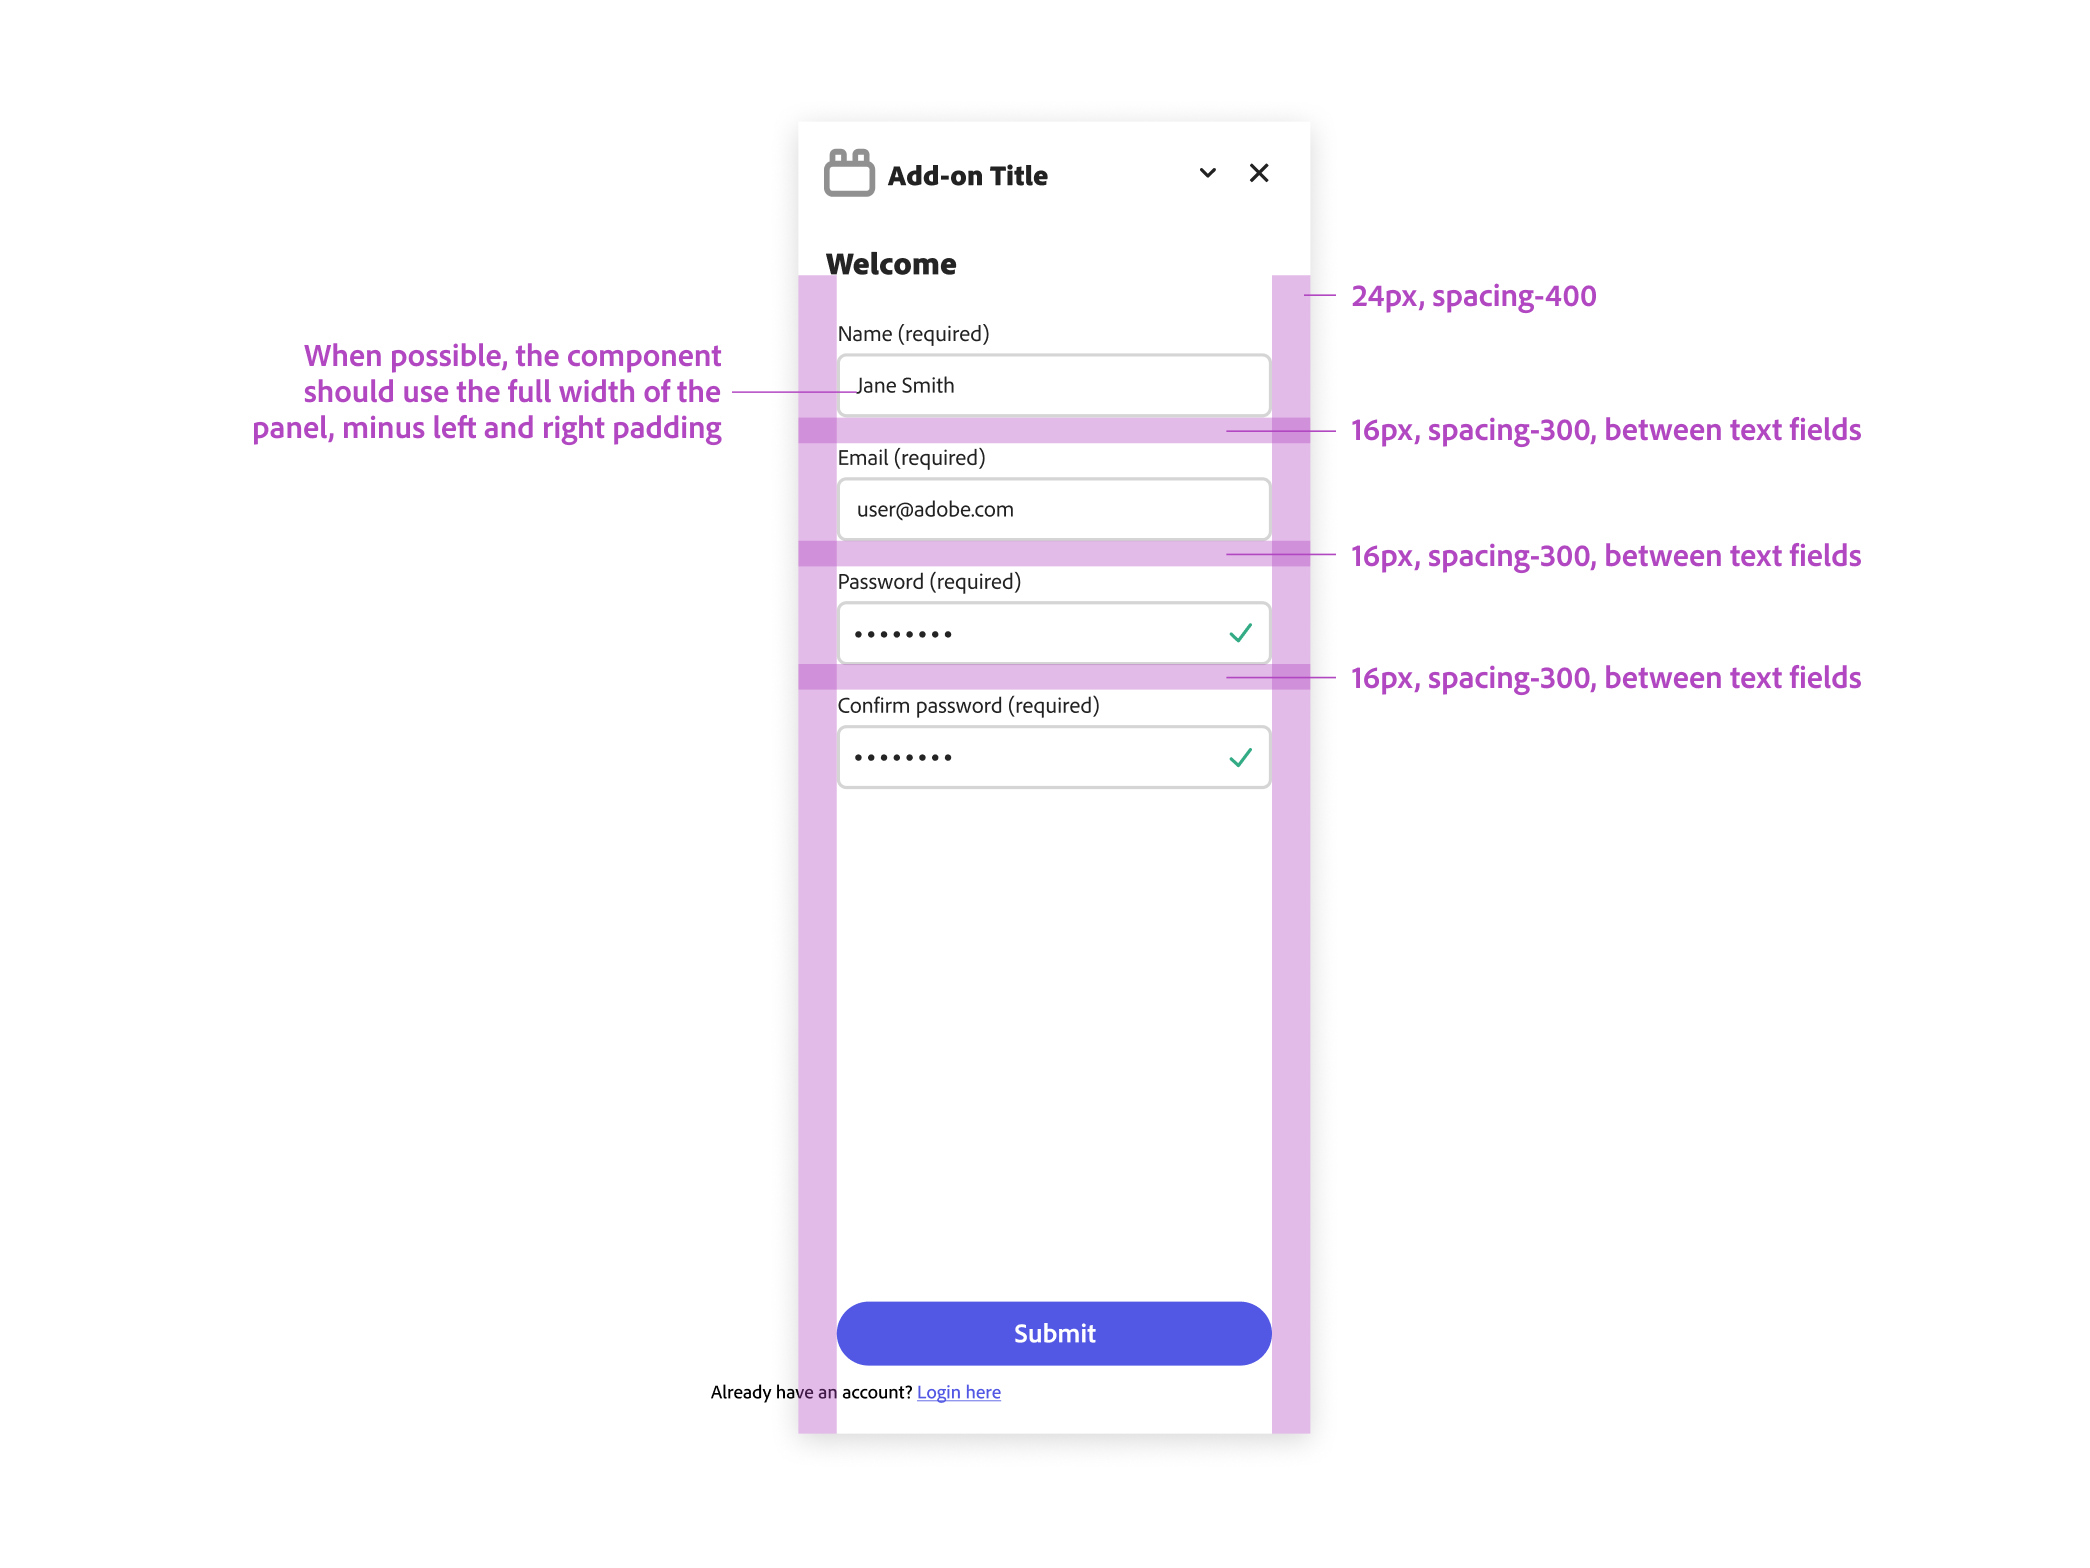 Add-on Title
Welcome
24px, spacing-400
Name (required)
When possible, the component
should use the full width of the
panel, minus left and right padding
Jane Smith
16px, spacing-300, between text fields
Email (required)
user@adobe.com
16px, spacing-300, between text fields
Password (required)
••••••••
16px, spacing-300, between text fields
Confirm password (required)
••••••••
Submit
Already have an account? Login here